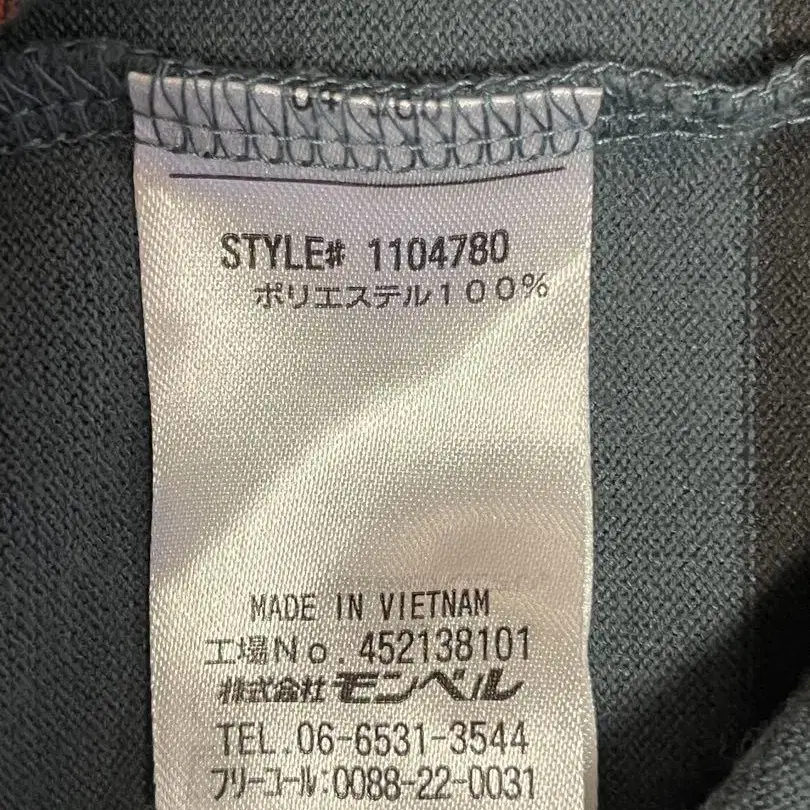 STYLE# 1104780
ポリエステル100%
MADE IN VIETNAM
工場No.452138101
株式会社モンベル
TEL.06-6531-3544
フリーコール:0088-22-0031